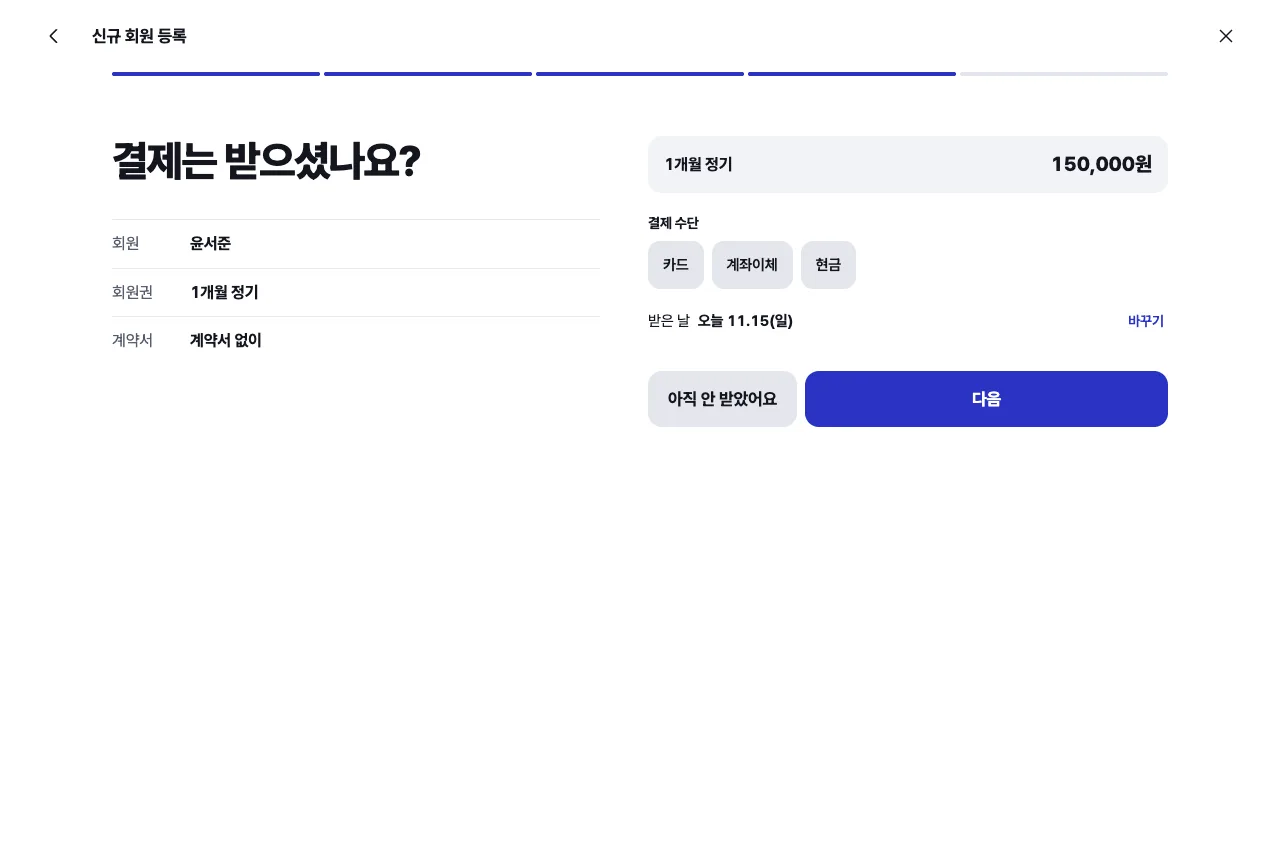 신규 회원 등록
결제는 받으셨나요?
회원 윤서준
회원권 1개월 정기
계약서 계약서 없이
1개월 정기 150,000원
결제 수단
카드 계좌이체 현금
받은 날 오늘 11.15(일) 바꾸기
아직 안 받았어요 다음